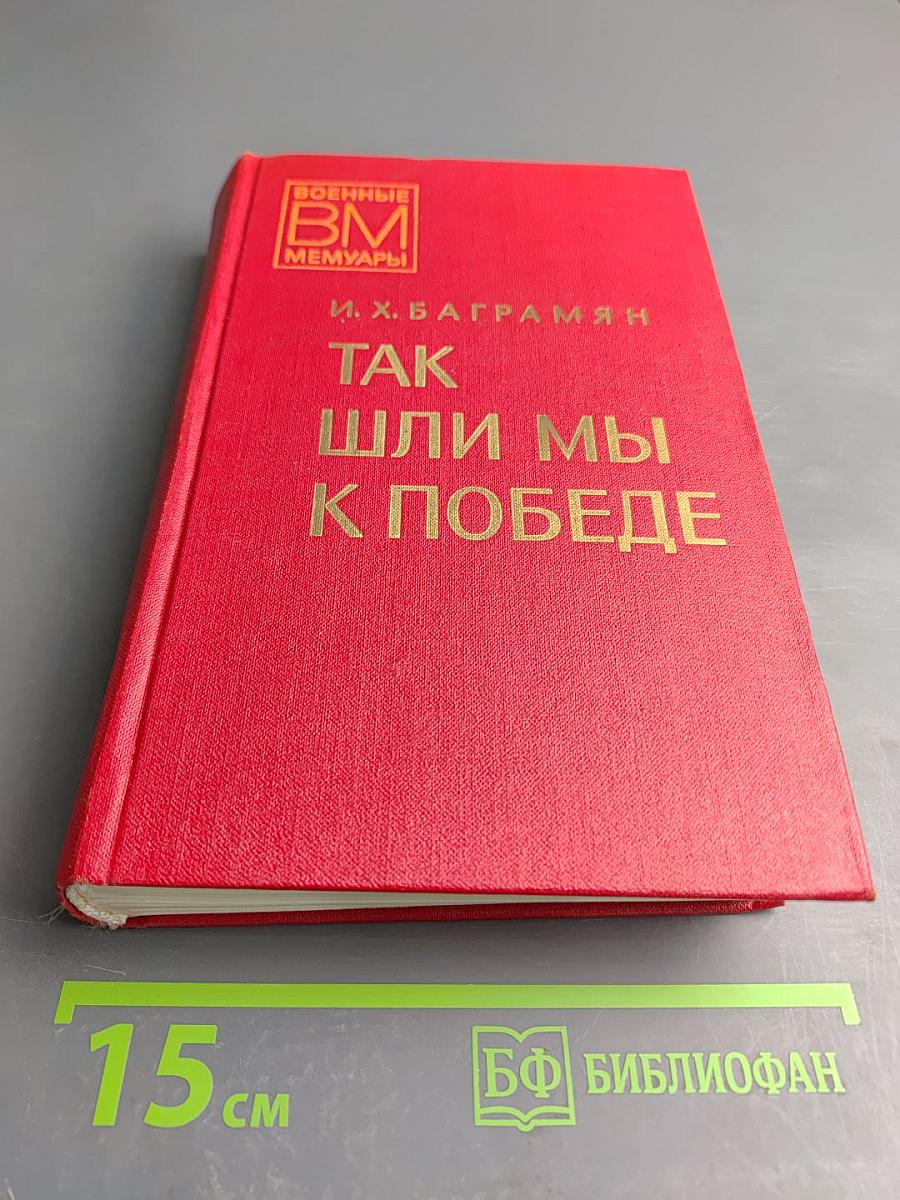 ВОЕННЫЕ
ВМ
МЕМУАРЫ
И. Х. БАГРАМЯН
ТАК
ШЛИ МЫ
К ПОБЕДЕ
15 см
БФ БИБЛИОФАН